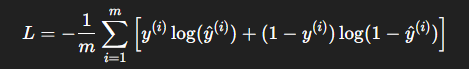 L = -\frac{1}{m} \sum_{i=1}^{m} \left[ y^{(i)} \log(\hat{y}^{(i)}) + (1 - y^{(i)}) \log(1 - \hat{y}^{(i)}) \right]